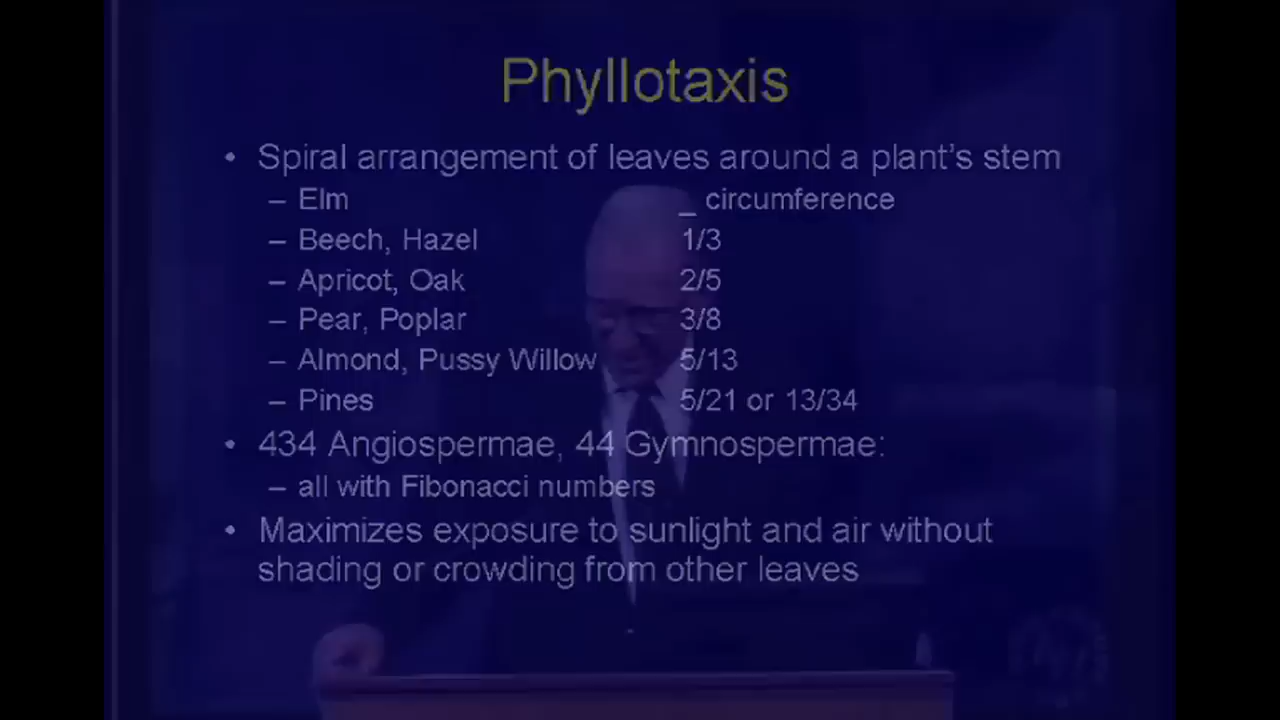 Phyllotaxis
• Spiral arrangement of leaves around a plant's stem
– Elm _ circumference
– Beech, Hazel 1/3
– Apricot, Oak 2/5
– Pear, Poplar 3/8
– Almond, Pussy Willow 5/13
– Pines 5/21 or 13/34
• 434 Angiospermae, 44 Gymnospermae:
– all with Fibonacci numbers
• Maximizes exposure to sunlight and air without
shading or crowding from other leaves